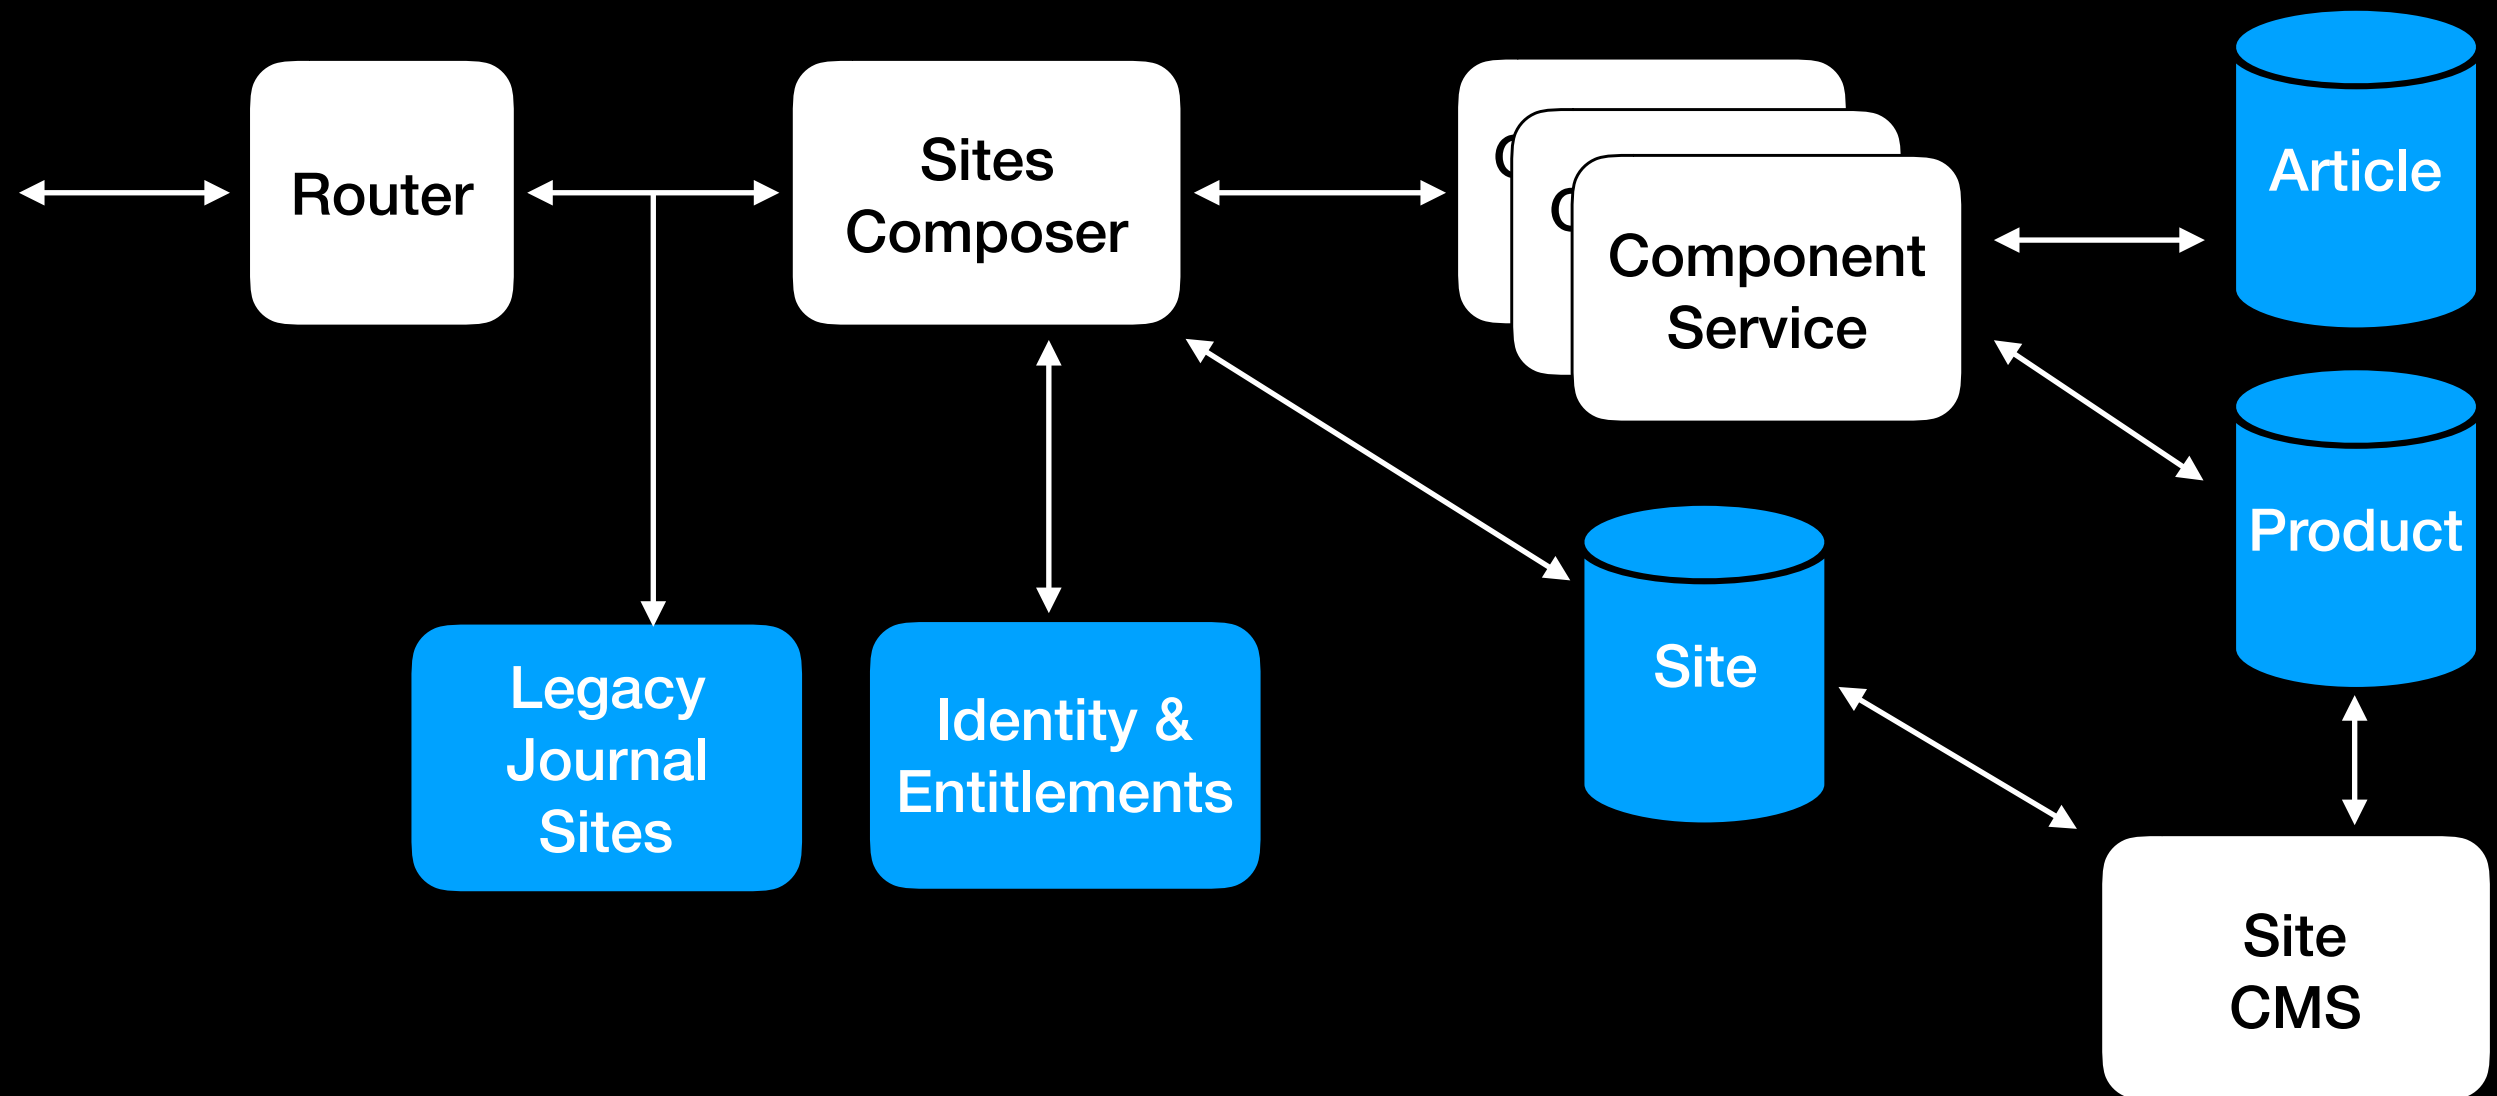 Router
Sites
Composer
Component
Service
Article
Product
Site
Legacy
Journal
Sites
Identity &
Entitlements
Site
CMS